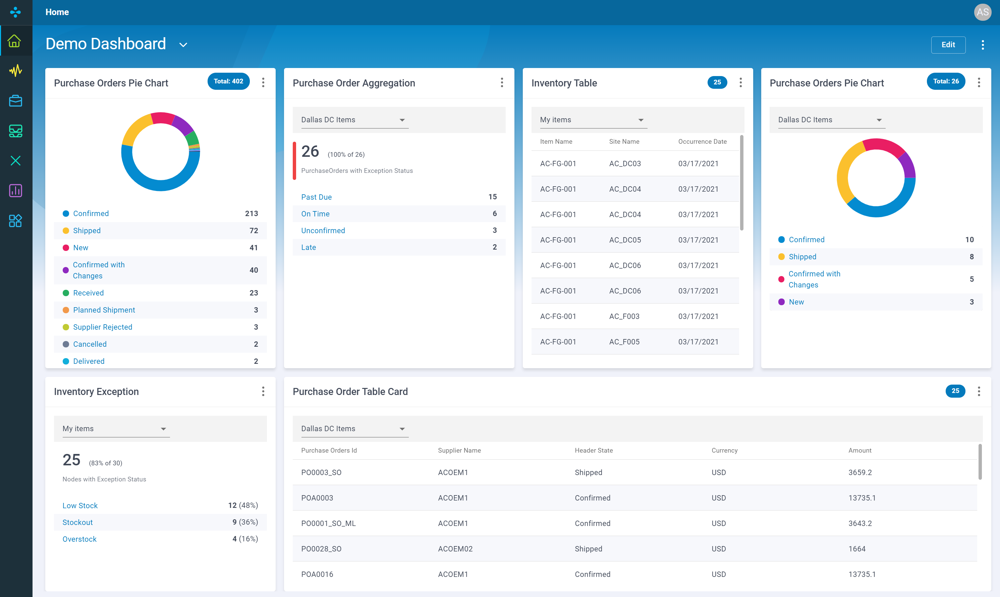 Home
AS
Demo Dashboard
Edit
Purchase Orders Pie Chart
Total: 402
Confirmed 213
Shipped 72
New 41
Confirmed with
Changes
40
Received 23
Planned Shipment 3
Supplier Rejected 3
Cancelled 2
Delivered 2
Purchase Order Aggregation
Dallas DC Items
26 (100% of 26)
PurchaseOrders with Exception Status
Past Due 15
On Time 6
Unconfirmed 3
Late 2
Inventory Table
25
My items
Item Name Site Name Occurrence Date
AC-FG-001 AC_DC03 03/17/2021
AC-FG-001 AC_DC04 03/17/2021
AC-FG-001 AC_DC04 03/17/2021
AC-FG-001 AC_DC05 03/17/2021
AC-FG-001 AC_DC06 03/17/2021
AC-FG-001 AC_DC06 03/17/2021
AC-FG-001 AC_F003 03/17/2021
AC-FG-001 AC_F005 03/17/2021
Purchase Orders Pie Chart
Total: 26
Dallas DC Items
Confirmed 10
Shipped 8
Confirmed with
Changes
5
New 3
Inventory Exception
My items
25 (83% of 30)
Nodes with Exception Status
Low Stock 12 (48%)
Stockout 9 (36%)
Overstock 4 (16%)
Purchase Order Table Card
25
Dallas DC Items
Purchase Orders Id Supplier Name Header State Currency Amount
PO0003_SO ACOEM1 Shipped USD 3659.2
POA0003 ACOEM1 Confirmed USD 13735.1
PO0001_SO_ML ACOEM1 Confirmed USD 3643.2
PO0028_SO ACOEM02 Shipped USD 1664
POA0016 ACOEM1 Confirmed USD 13735.1